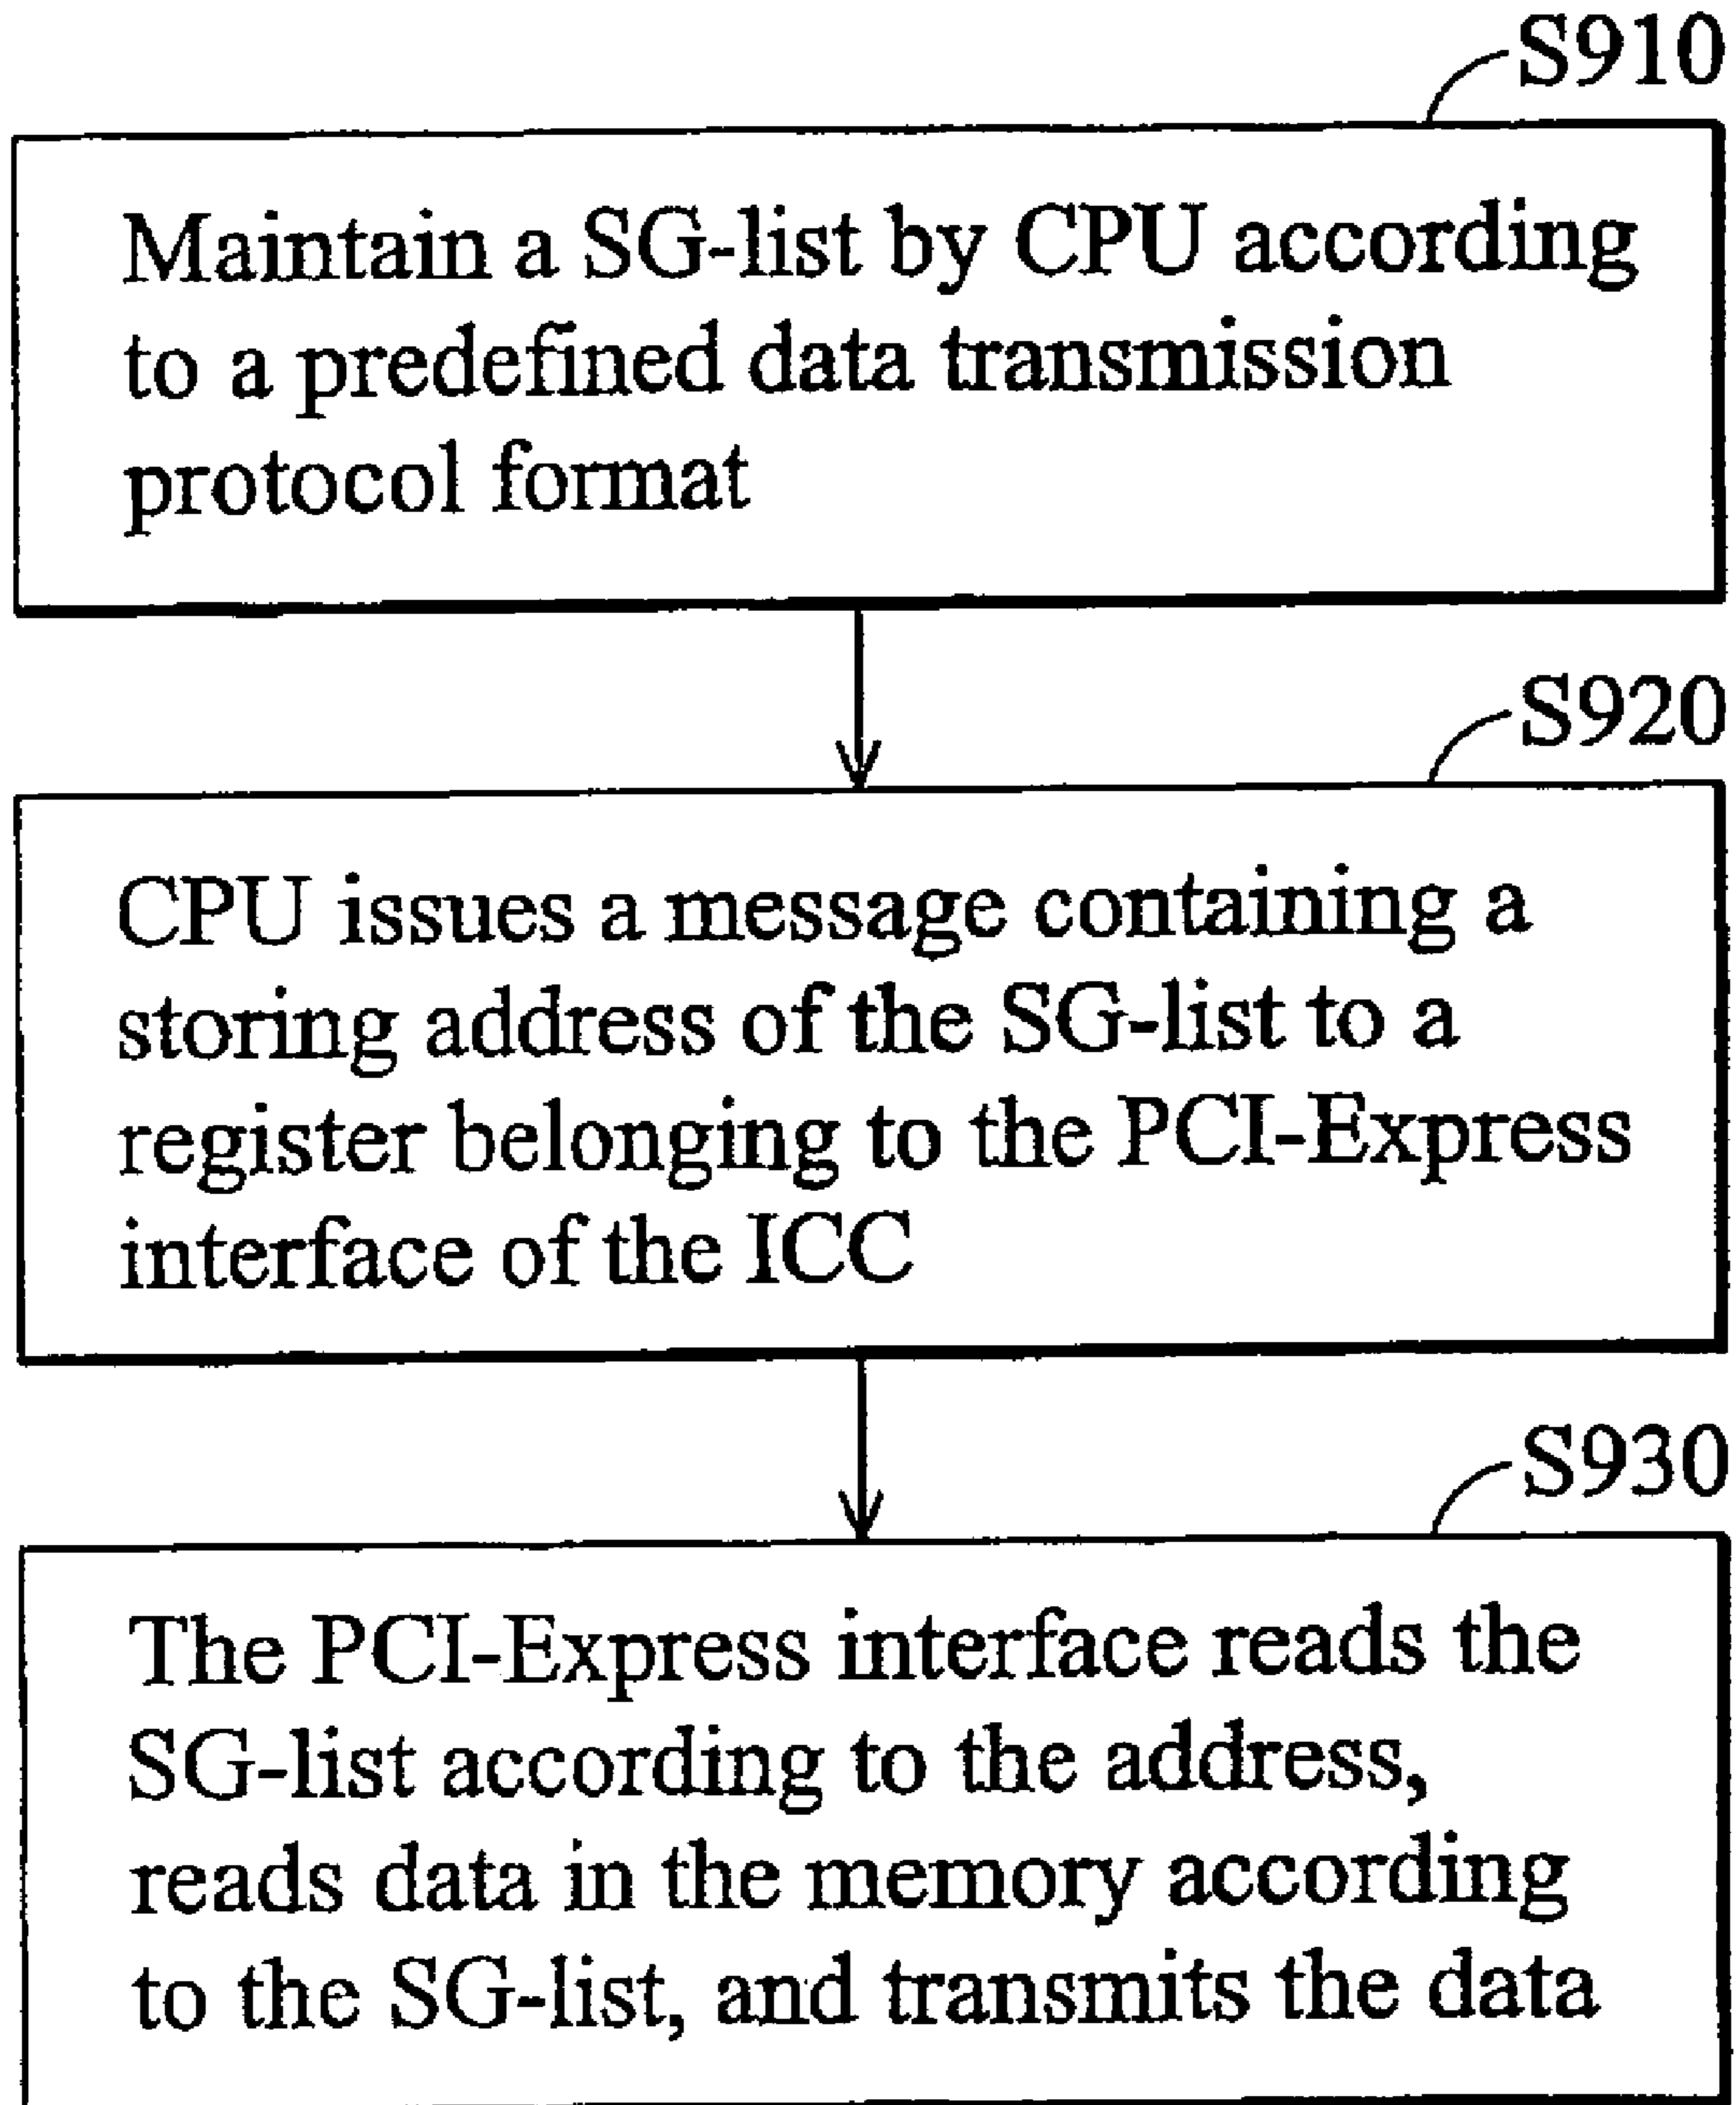 S910
Maintain a SG-list by CPU according
to a predefined data transmission
protocol format
S920
CPU issues a message containing a
storing address of the SG-list to a
register belonging to the PCI-Express
interface of the ICC
S930
The PCI-Express interface reads the
SG-list according to the address,
reads data in the memory according
to the SG-list, and transmits the data